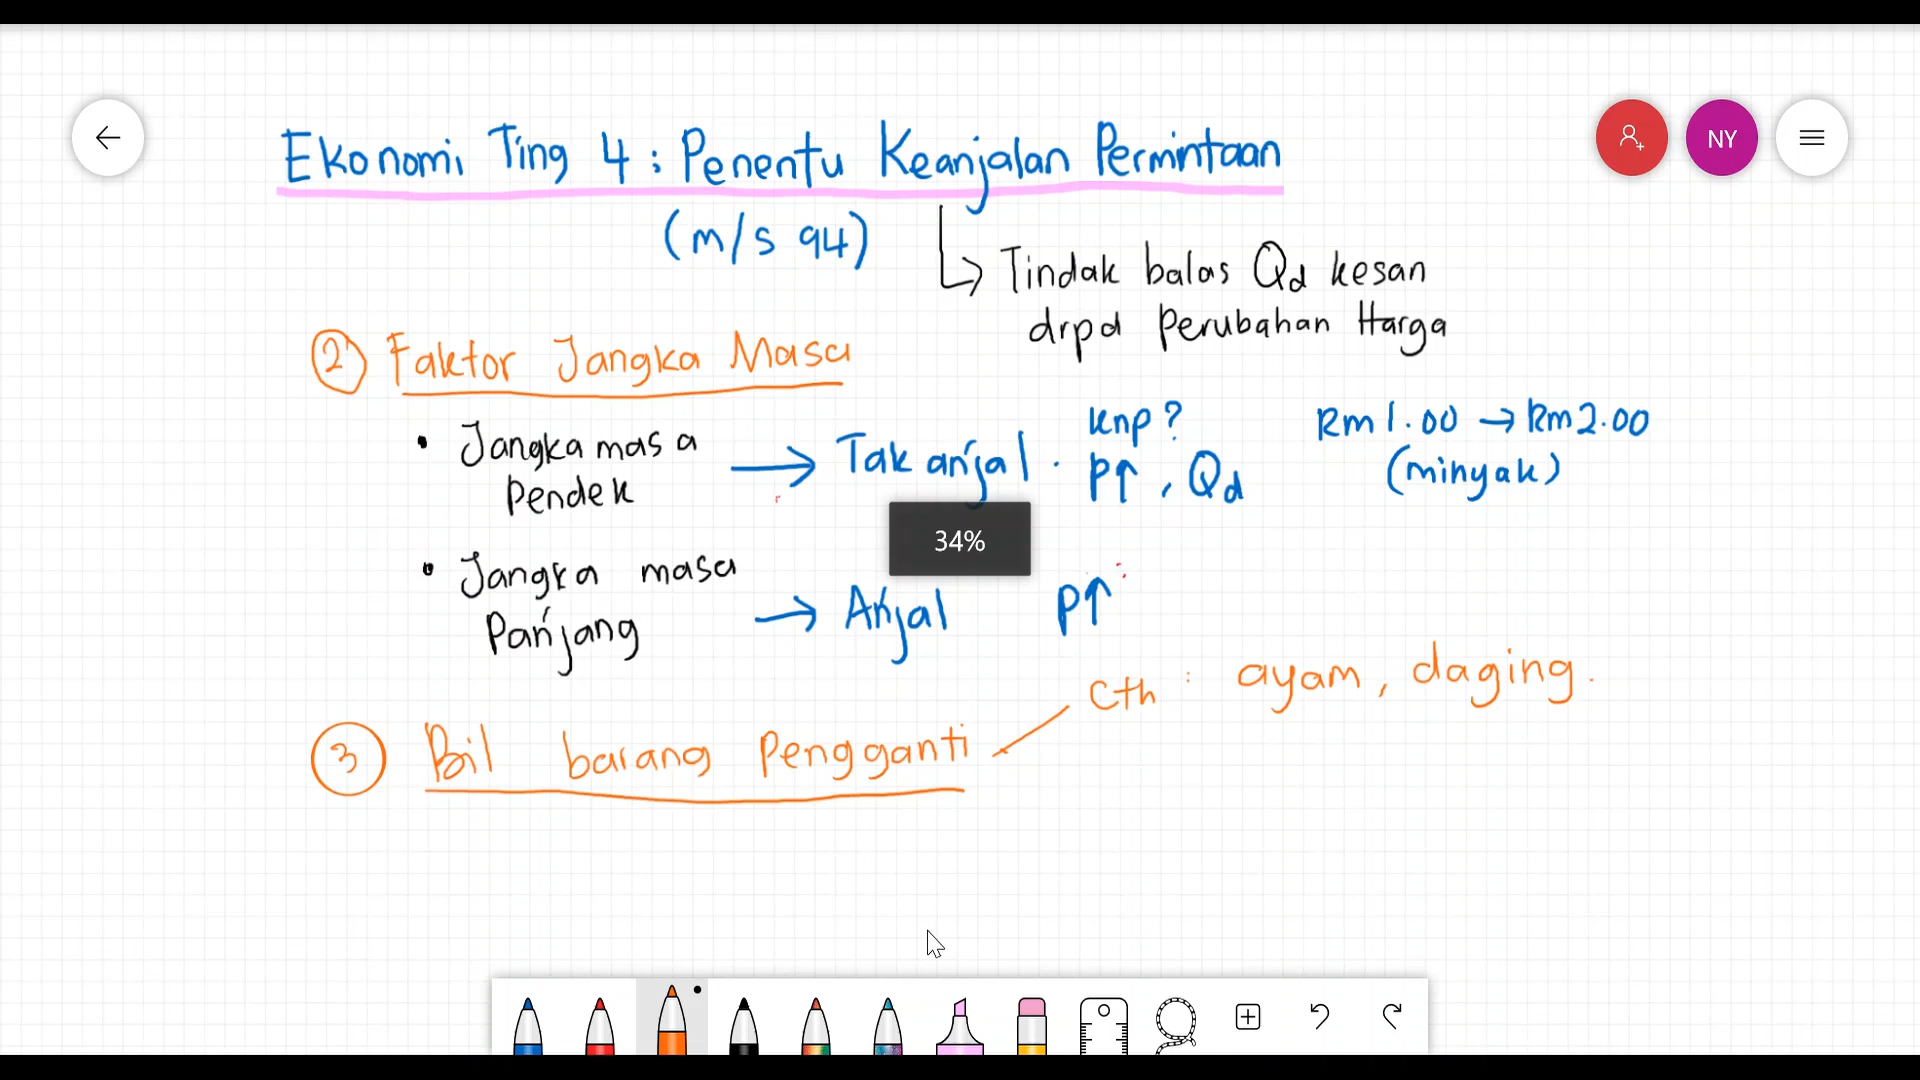 Ekonomi Ting 4 : Penentu Keanjalan Permintaan
NY
(m/s 94)
Tindak balas Qd kesan
drpd Perubahan Harga
② Faktor Jangka Masa
• Jangka masa
Pendek
→ Tak anjal .
knp?
P↑, Qd
Rm 1.00 → Rm2.00
(minyak)
34%
• Jangka masa
Panjang
→ Anjal
P↑
③ Bil barang Pengganti
Cth : ayam, daging.